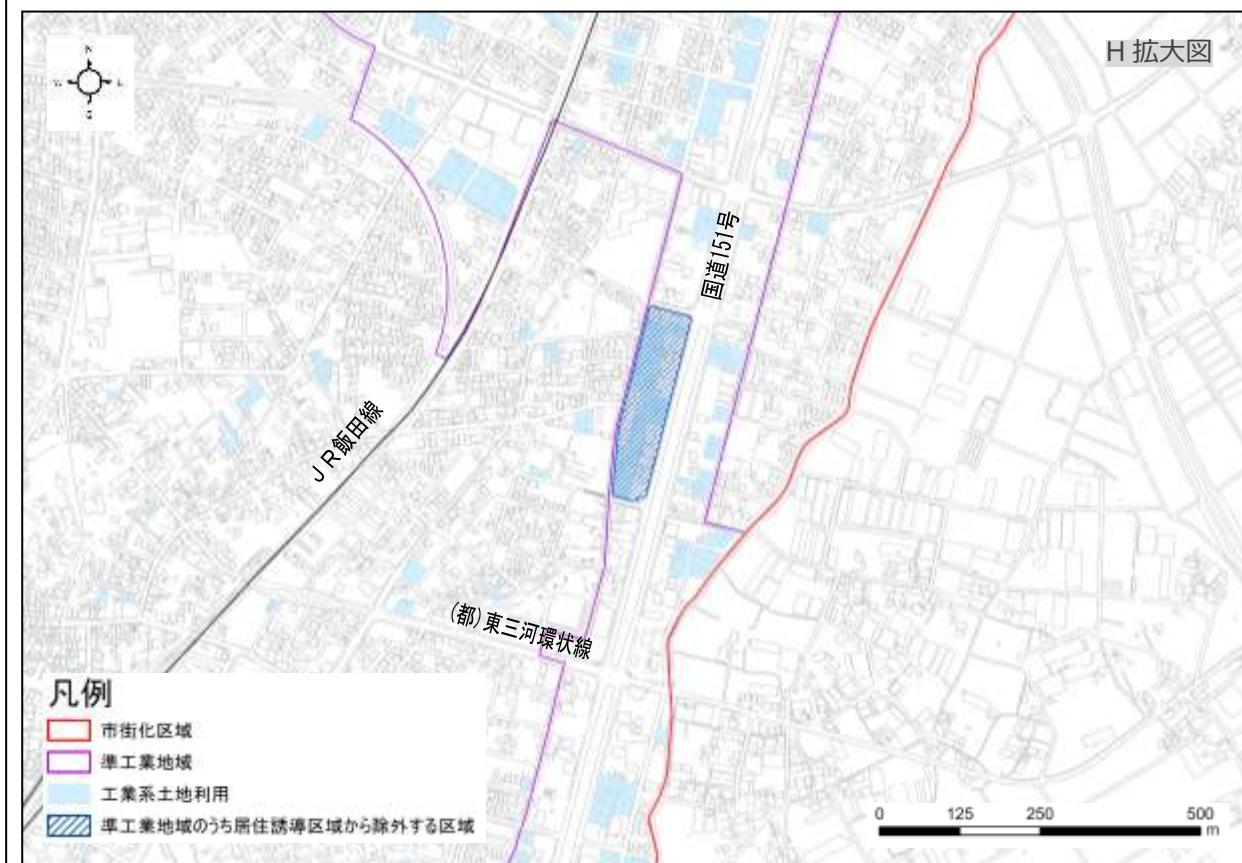 H 拡大図
国道151号
JR飯田線
(都)東三河環状線
凡例
市街化区域
準工業地域
工業系土地利用
準工業地域のうち居住誘導区域から除外する区域
0 125 250 500
m